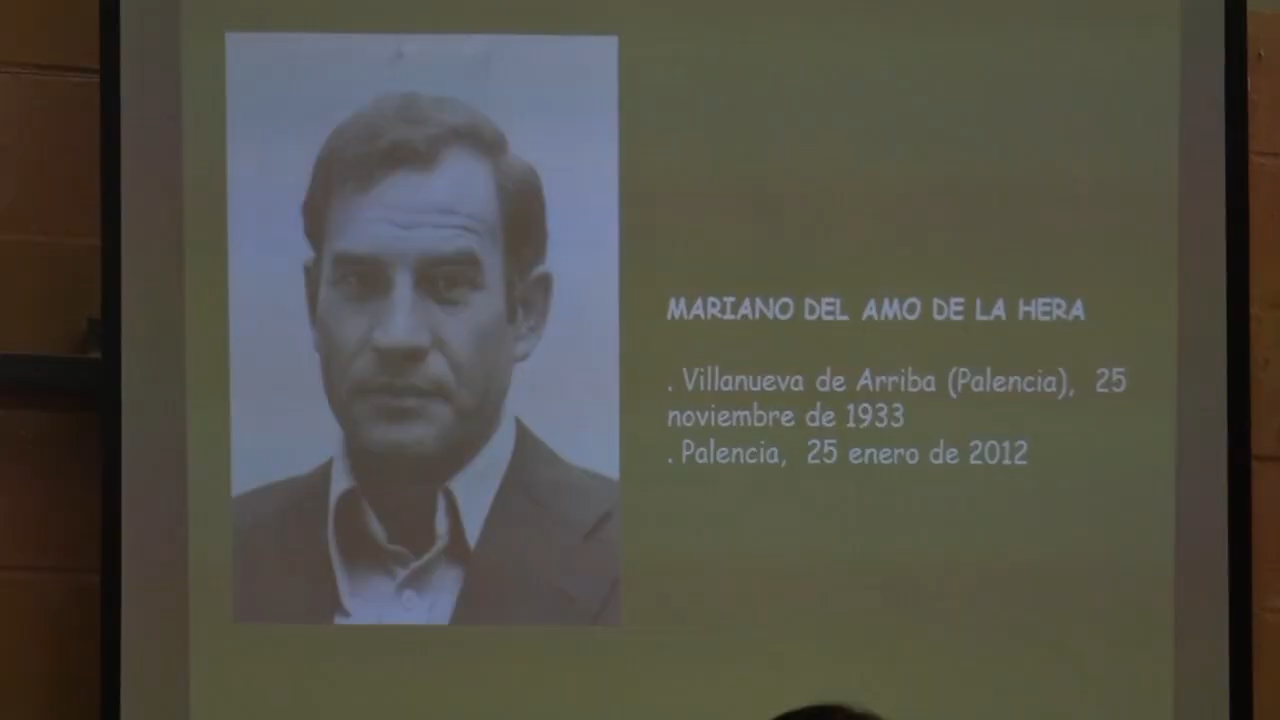 MARIANO DEL AMO DE LA HERA
. Villanueva de Arriba (Palencia), 25
noviembre de 1933
. Palencia, 25 enero de 2012